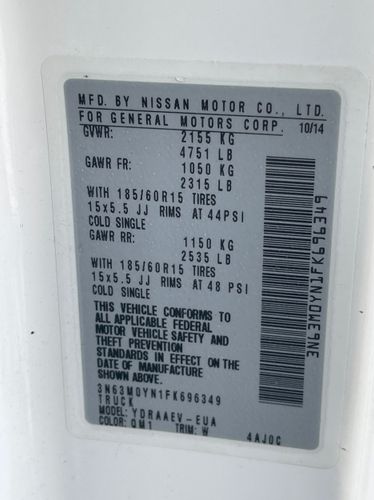 MFD. BY NISSAN MOTOR CO., LTD.
FOR GENERAL MOTORS CORP. 10/14
GVWR: 2155 KG
4751 LB
GAWR FR: 1050 KG
2315 LB
WITH 185/60R15 TIRES
15x5.5 JJ RIMS AT 44PSI
COLD SINGLE
GAWR RR: 1150 KG
2535 LB
WITH 185/60R15 TIRES
15x5.5 JJ RIMS AT 48 PSI
COLD SINGLE
THIS VEHICLE CONFORMS TO
ALL APPLICABLE FEDERAL
MOTOR VEHICLE SAFETY AND
THEFT PREVENTION
STANDARDS IN EFFECT ON THE
DATE OF MANUFACTURE
SHOWN ABOVE.
3N63M0YN1FK696349
TRUCK
MODEL: YDRAAEV-EUA
COLOR: QM1 TRIM: W 4AJ0C
3N63M0YN1FK696349